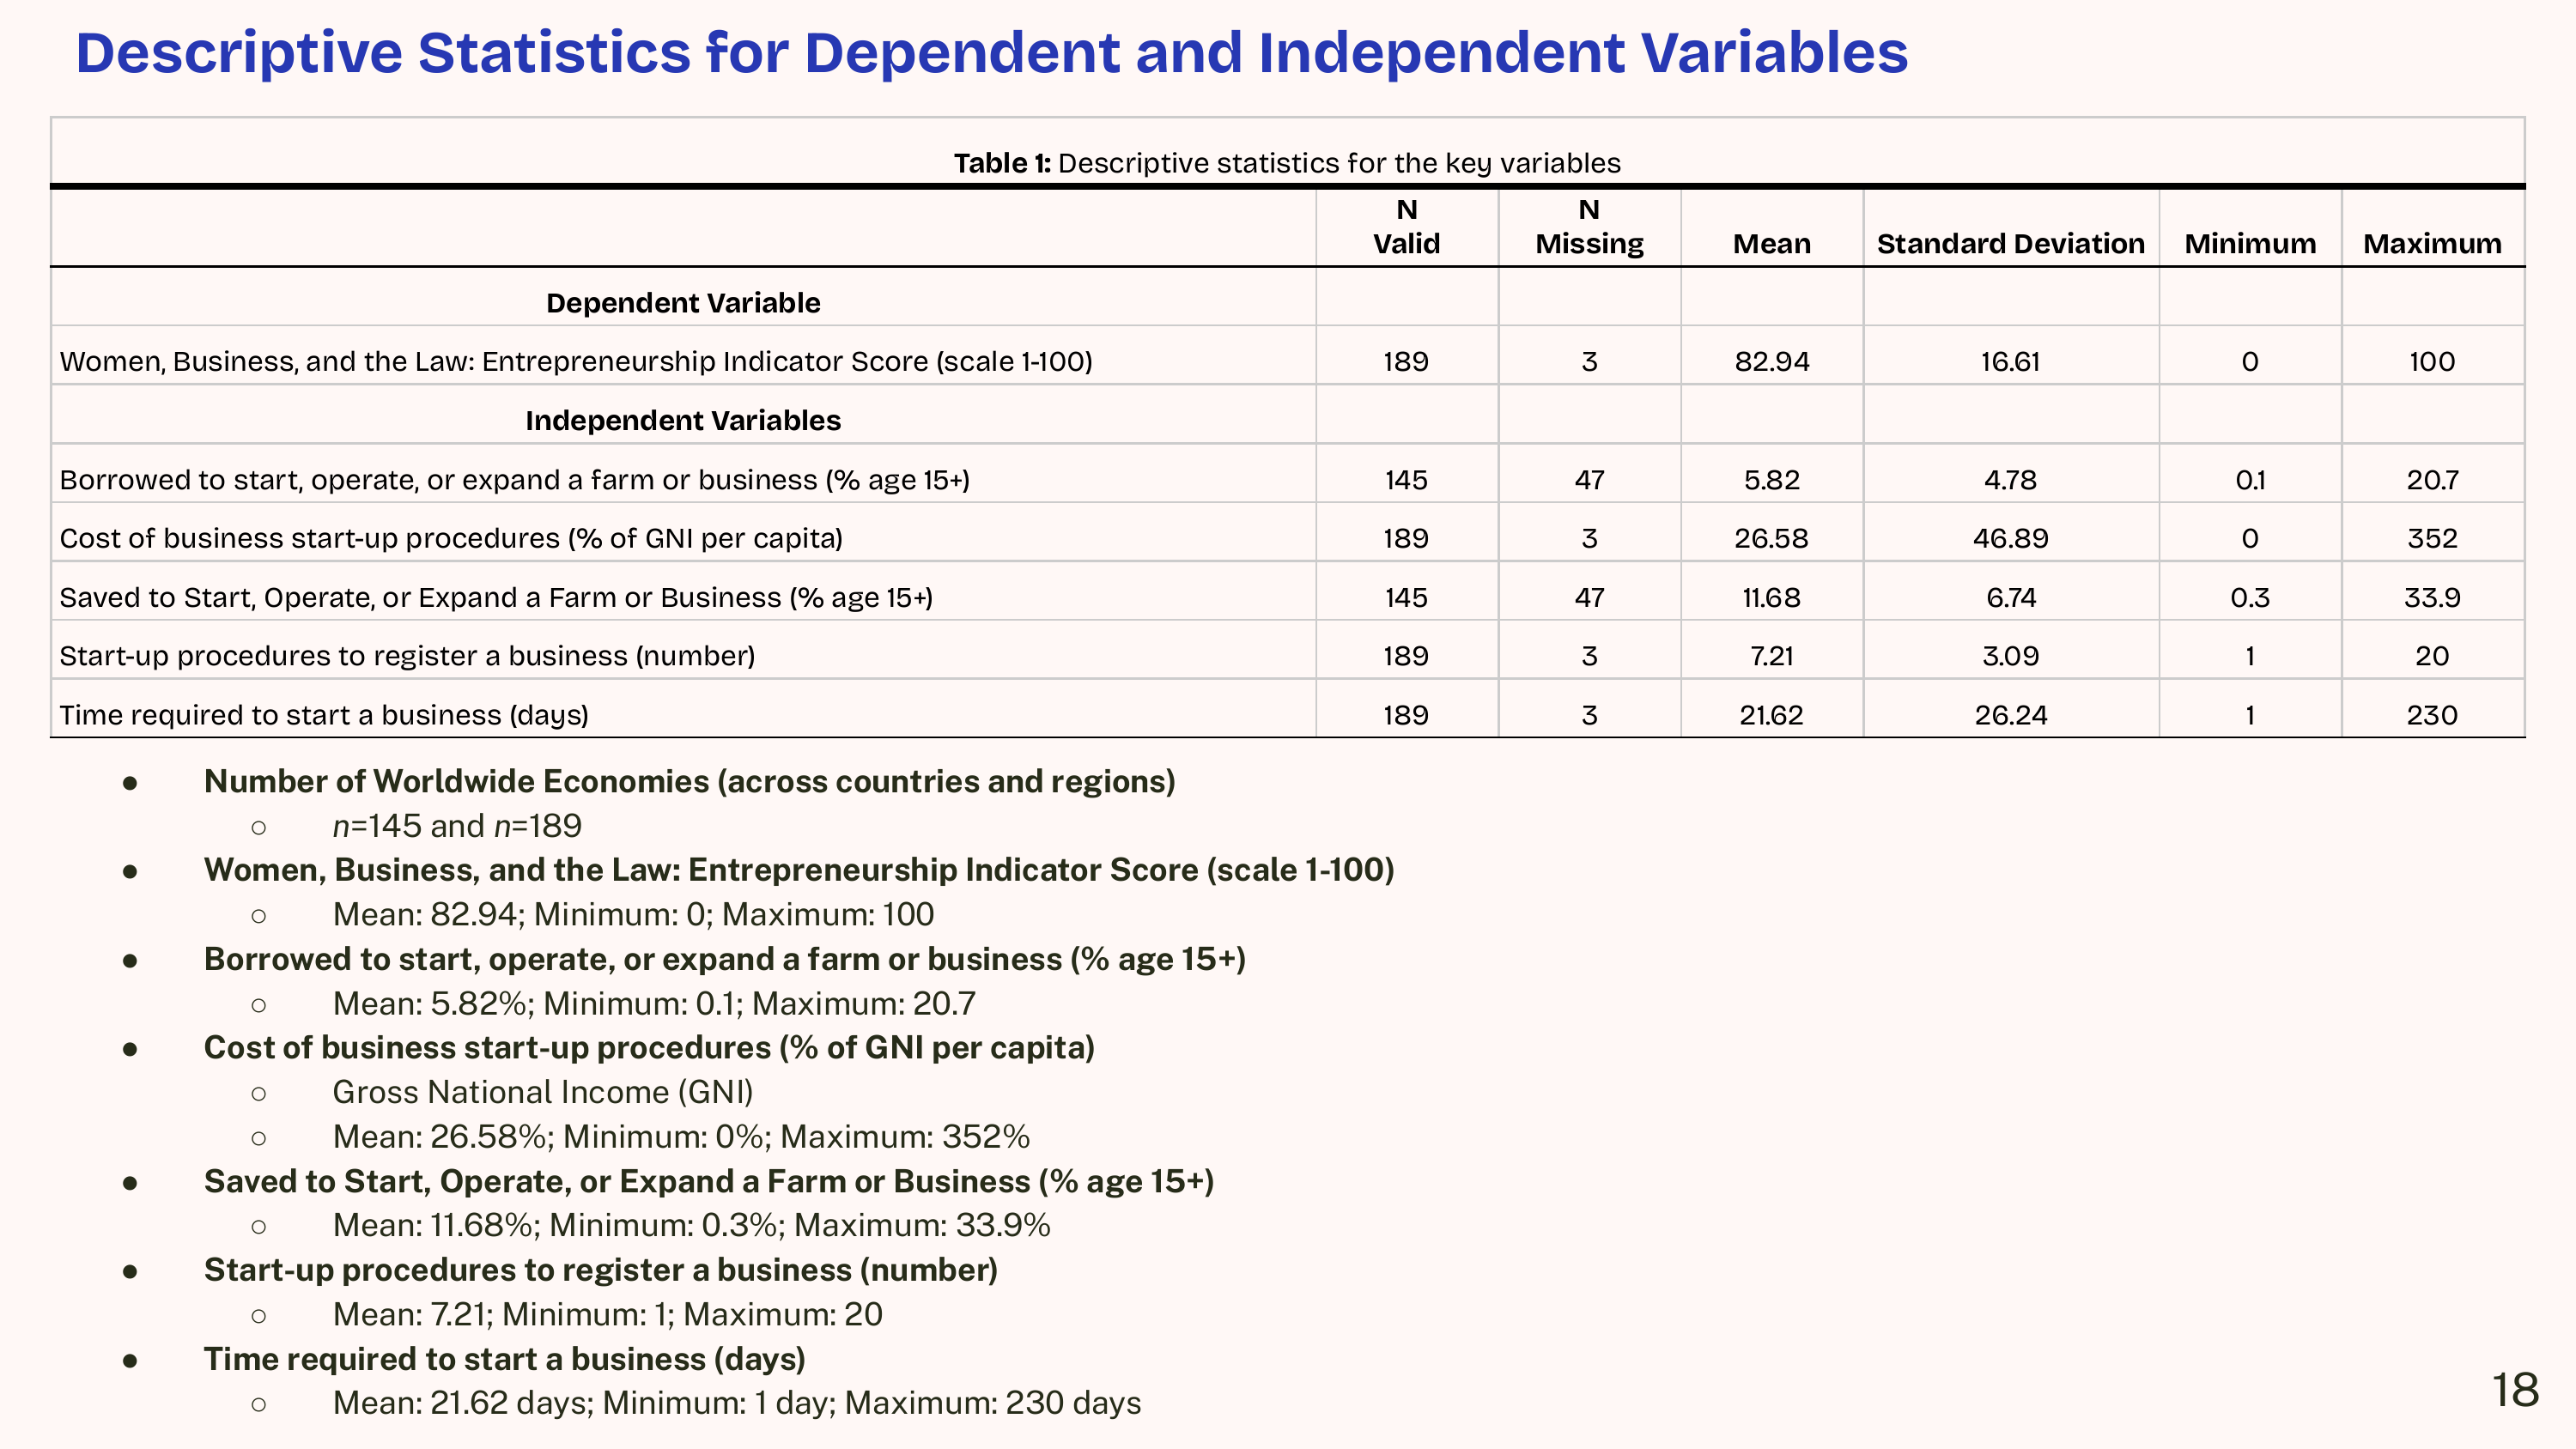 Descriptive Statistics for Dependent and Independent Variables
Table 1: Descriptive statistics for the key variables
N Valid N Missing Mean Standard Deviation Minimum Maximum
Dependent Variable
Women, Business, and the Law: Entrepreneurship Indicator Score (scale 1-100) 189 3 82.94 16.61 0 100
Independent Variables
Borrowed to start, operate, or expand a farm or business (% age 15+) 145 47 5.82 4.78 0.1 20.7
Cost of business start-up procedures (% of GNI per capita) 189 3 26.58 46.89 0 352
Saved to Start, Operate, or Expand a Farm or Business (% age 15+) 145 47 11.68 6.74 0.3 33.9
Start-up procedures to register a business (number) 189 3 7.21 3.09 1 20
Time required to start a business (days) 189 3 21.62 26.24 1 230
● Number of Worldwide Economies (across countries and regions)
○ n=145 and n=189
● Women, Business, and the Law: Entrepreneurship Indicator Score (scale 1-100)
○ Mean: 82.94; Minimum: 0; Maximum: 100
● Borrowed to start, operate, or expand a farm or business (% age 15+)
○ Mean: 5.82%; Minimum: 0.1; Maximum: 20.7
● Cost of business start-up procedures (% of GNI per capita)
○ Gross National Income (GNI)
○ Mean: 26.58%; Minimum: 0%; Maximum: 352%
● Saved to Start, Operate, or Expand a Farm or Business (% age 15+)
○ Mean: 11.68%; Minimum: 0.3%; Maximum: 33.9%
● Start-up procedures to register a business (number)
○ Mean: 7.21; Minimum: 1; Maximum: 20
● Time required to start a business (days)
○ Mean: 21.62 days; Minimum: 1 day; Maximum: 230 days
18